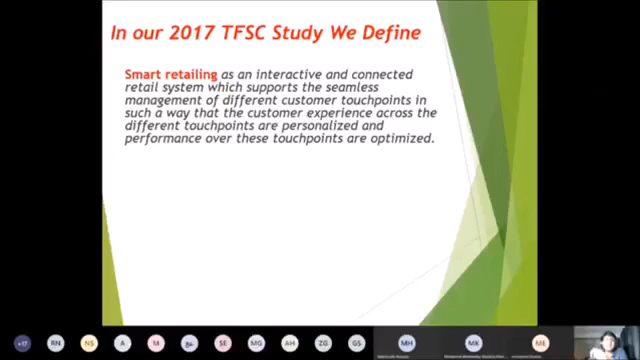 In our 2017 TFSC Study We Define
Smart retailing as an interactive and connected
retail system which supports the seamless
management of different customer touchpoints in
such a way that the customer experience across the
different touchpoints are personalized and
performance over these touchpoints are optimized.
+17 RN NS A M SE MG AH ZG GS MH MK ME